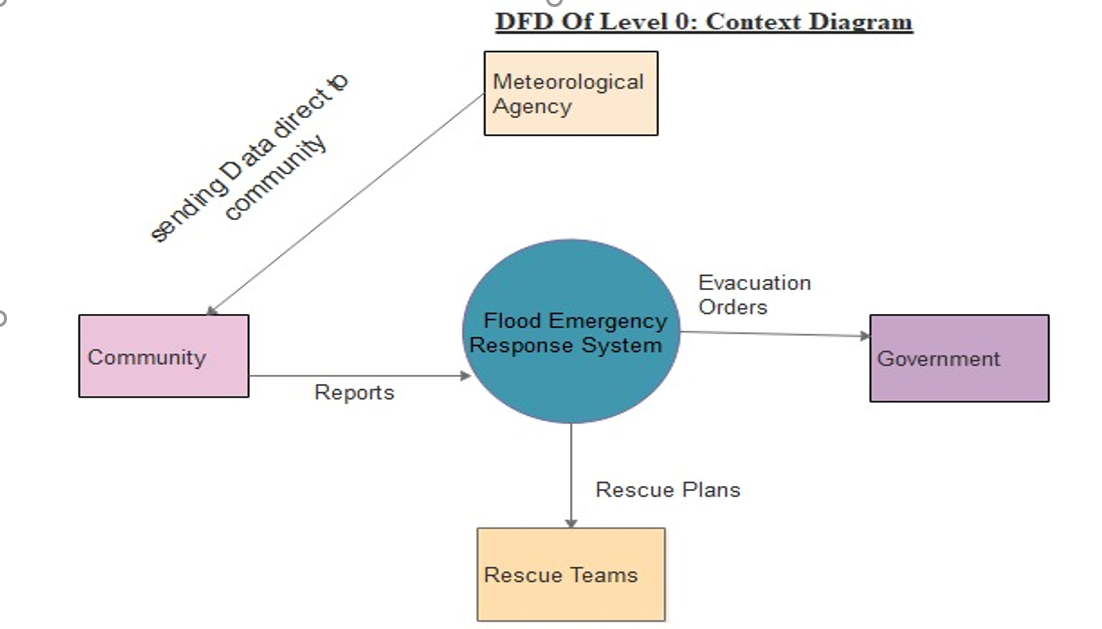 DFD Of Level 0: Context Diagram
Meteorological
Agency
sending Data direct to
community
Evacuation
Orders
Flood Emergency
Response System
Community
Government
Reports
Rescue Plans
Rescue Teams